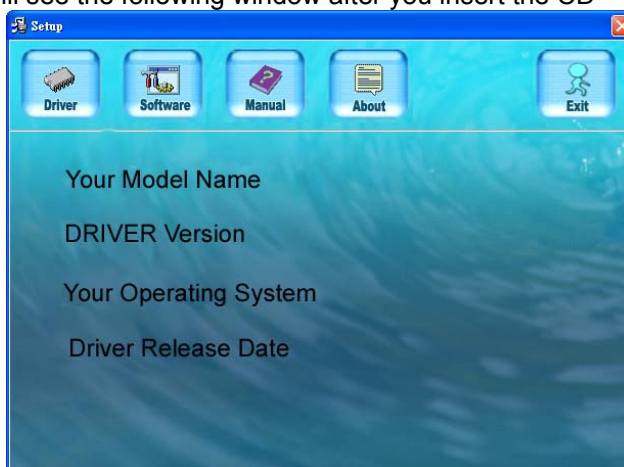 ll see the following window after you insert the CD
Setup
Driver Software Manual About Exit
Your Model Name
DRIVER Version
Your Operating System
Driver Release Date